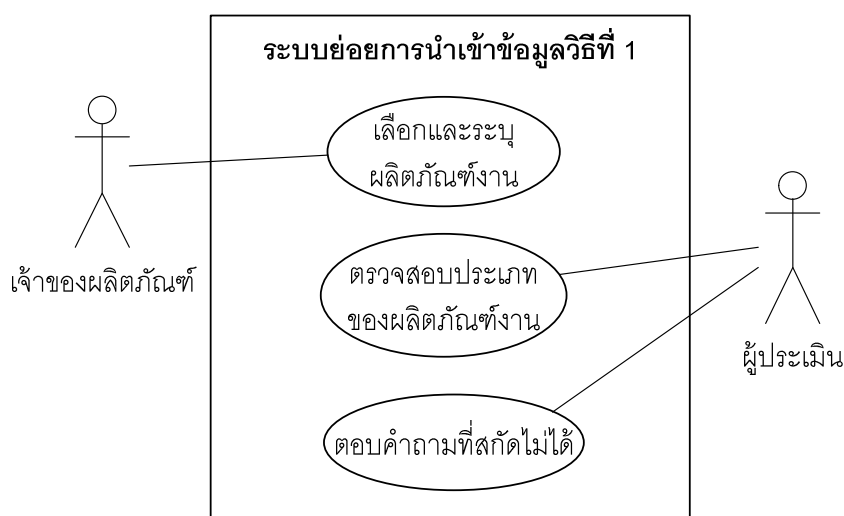 ระบบย่อยการนำเข้าข้อมูลวิธีที่ 1
เลือกและระบุ
ผลิตภัณฑ์งาน
เจ้าของผลิตภัณฑ์
ตรวจสอบประเภท
ของผลิตภัณฑ์งาน
ผู้ประเมิน
ตอบคำถามที่สกัดไม่ได้